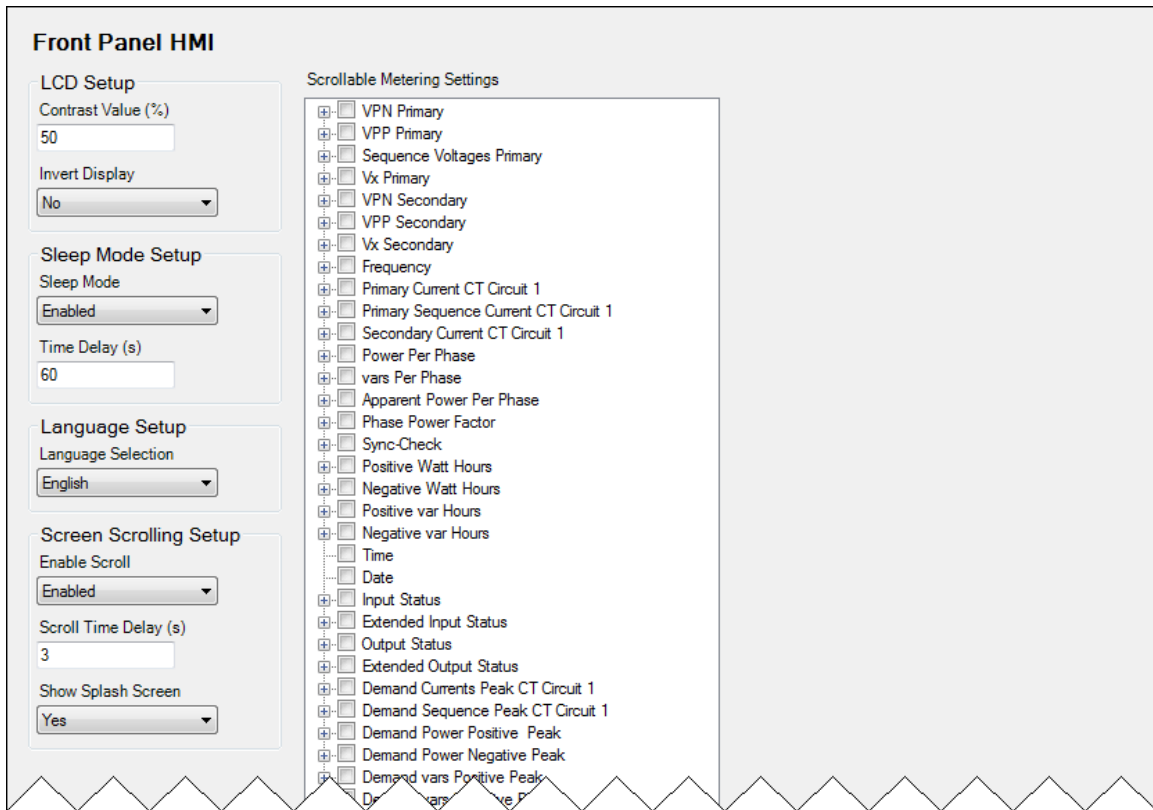 Front Panel HMI
LCD Setup
Contrast Value (%)
50
Invert Display
No
Sleep Mode Setup
Sleep Mode
Enabled
Time Delay (s)
60
Language Setup
Language Selection
English
Screen Scrolling Setup
Enable Scroll
Enabled
Scroll Time Delay (s)
3
Show Splash Screen
Yes
Scrollable Metering Settings
VPN Primary
VPP Primary
Sequence Voltages Primary
Vx Primary
VPN Secondary
VPP Secondary
Vx Secondary
Frequency
Primary Current CT Circuit 1
Primary Sequence Current CT Circuit 1
Secondary Current CT Circuit 1
Power Per Phase
vars Per Phase
Apparent Power Per Phase
Phase Power Factor
Sync-Check
Positive Watt Hours
Negative Watt Hours
Positive var Hours
Negative var Hours
Time
Date
Input Status
Extended Input Status
Output Status
Extended Output Status
Demand Currents Peak CT Circuit 1
Demand Sequence Peak CT Circuit 1
Demand Power Positive Peak
Demand Power Negative Peak
Demand vars Positive Peak